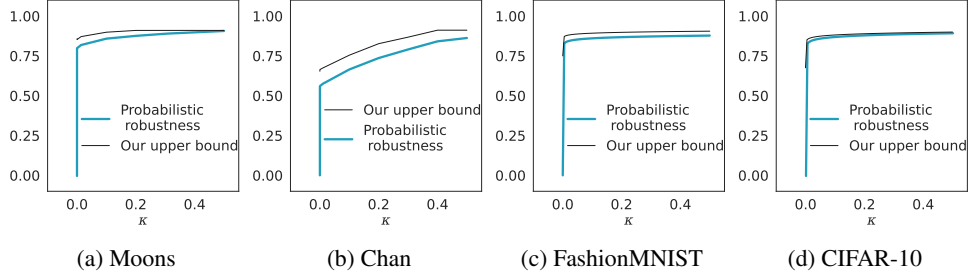 1.00
0.75
0.50
0.25
0.00
Probabilistic
robustness
Our upper bound
0.0 0.2 0.4
κ
(a) Moons
1.00
0.75
0.50
0.25
0.00
Our upper bound
Probabilistic
robustness
0.0 0.2 0.4
κ
(b) Chan
1.00
0.75
0.50
0.25
0.00
Probabilistic
robustness
Our upper bound
0.0 0.2 0.4
κ
(c) FashionMNIST
1.00
0.75
0.50
0.25
0.00
Probabilistic
robustness
Our upper bound
0.0 0.2 0.4
κ
(d) CIFAR-10